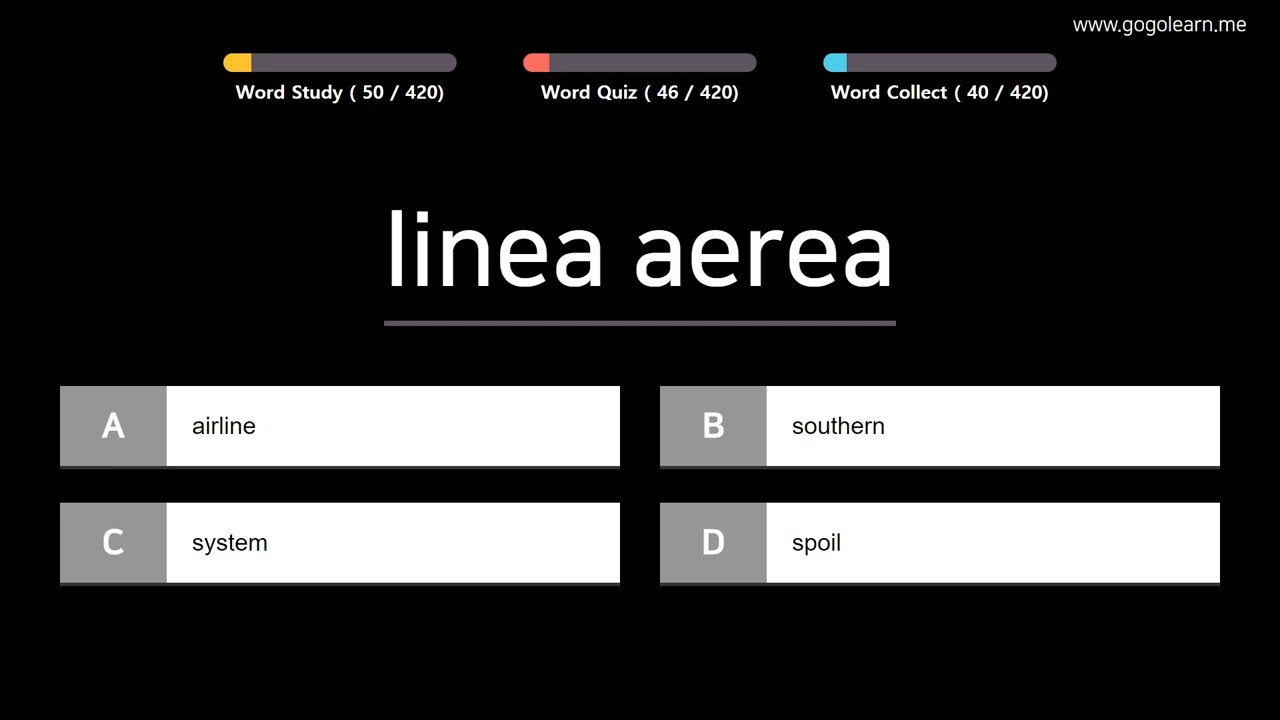 www.gogolearn.me
Word Study ( 50 / 420)
Word Quiz ( 46 / 420)
Word Collect ( 40 / 420)
linea aerea
A airline
B southern
C system
D spoil